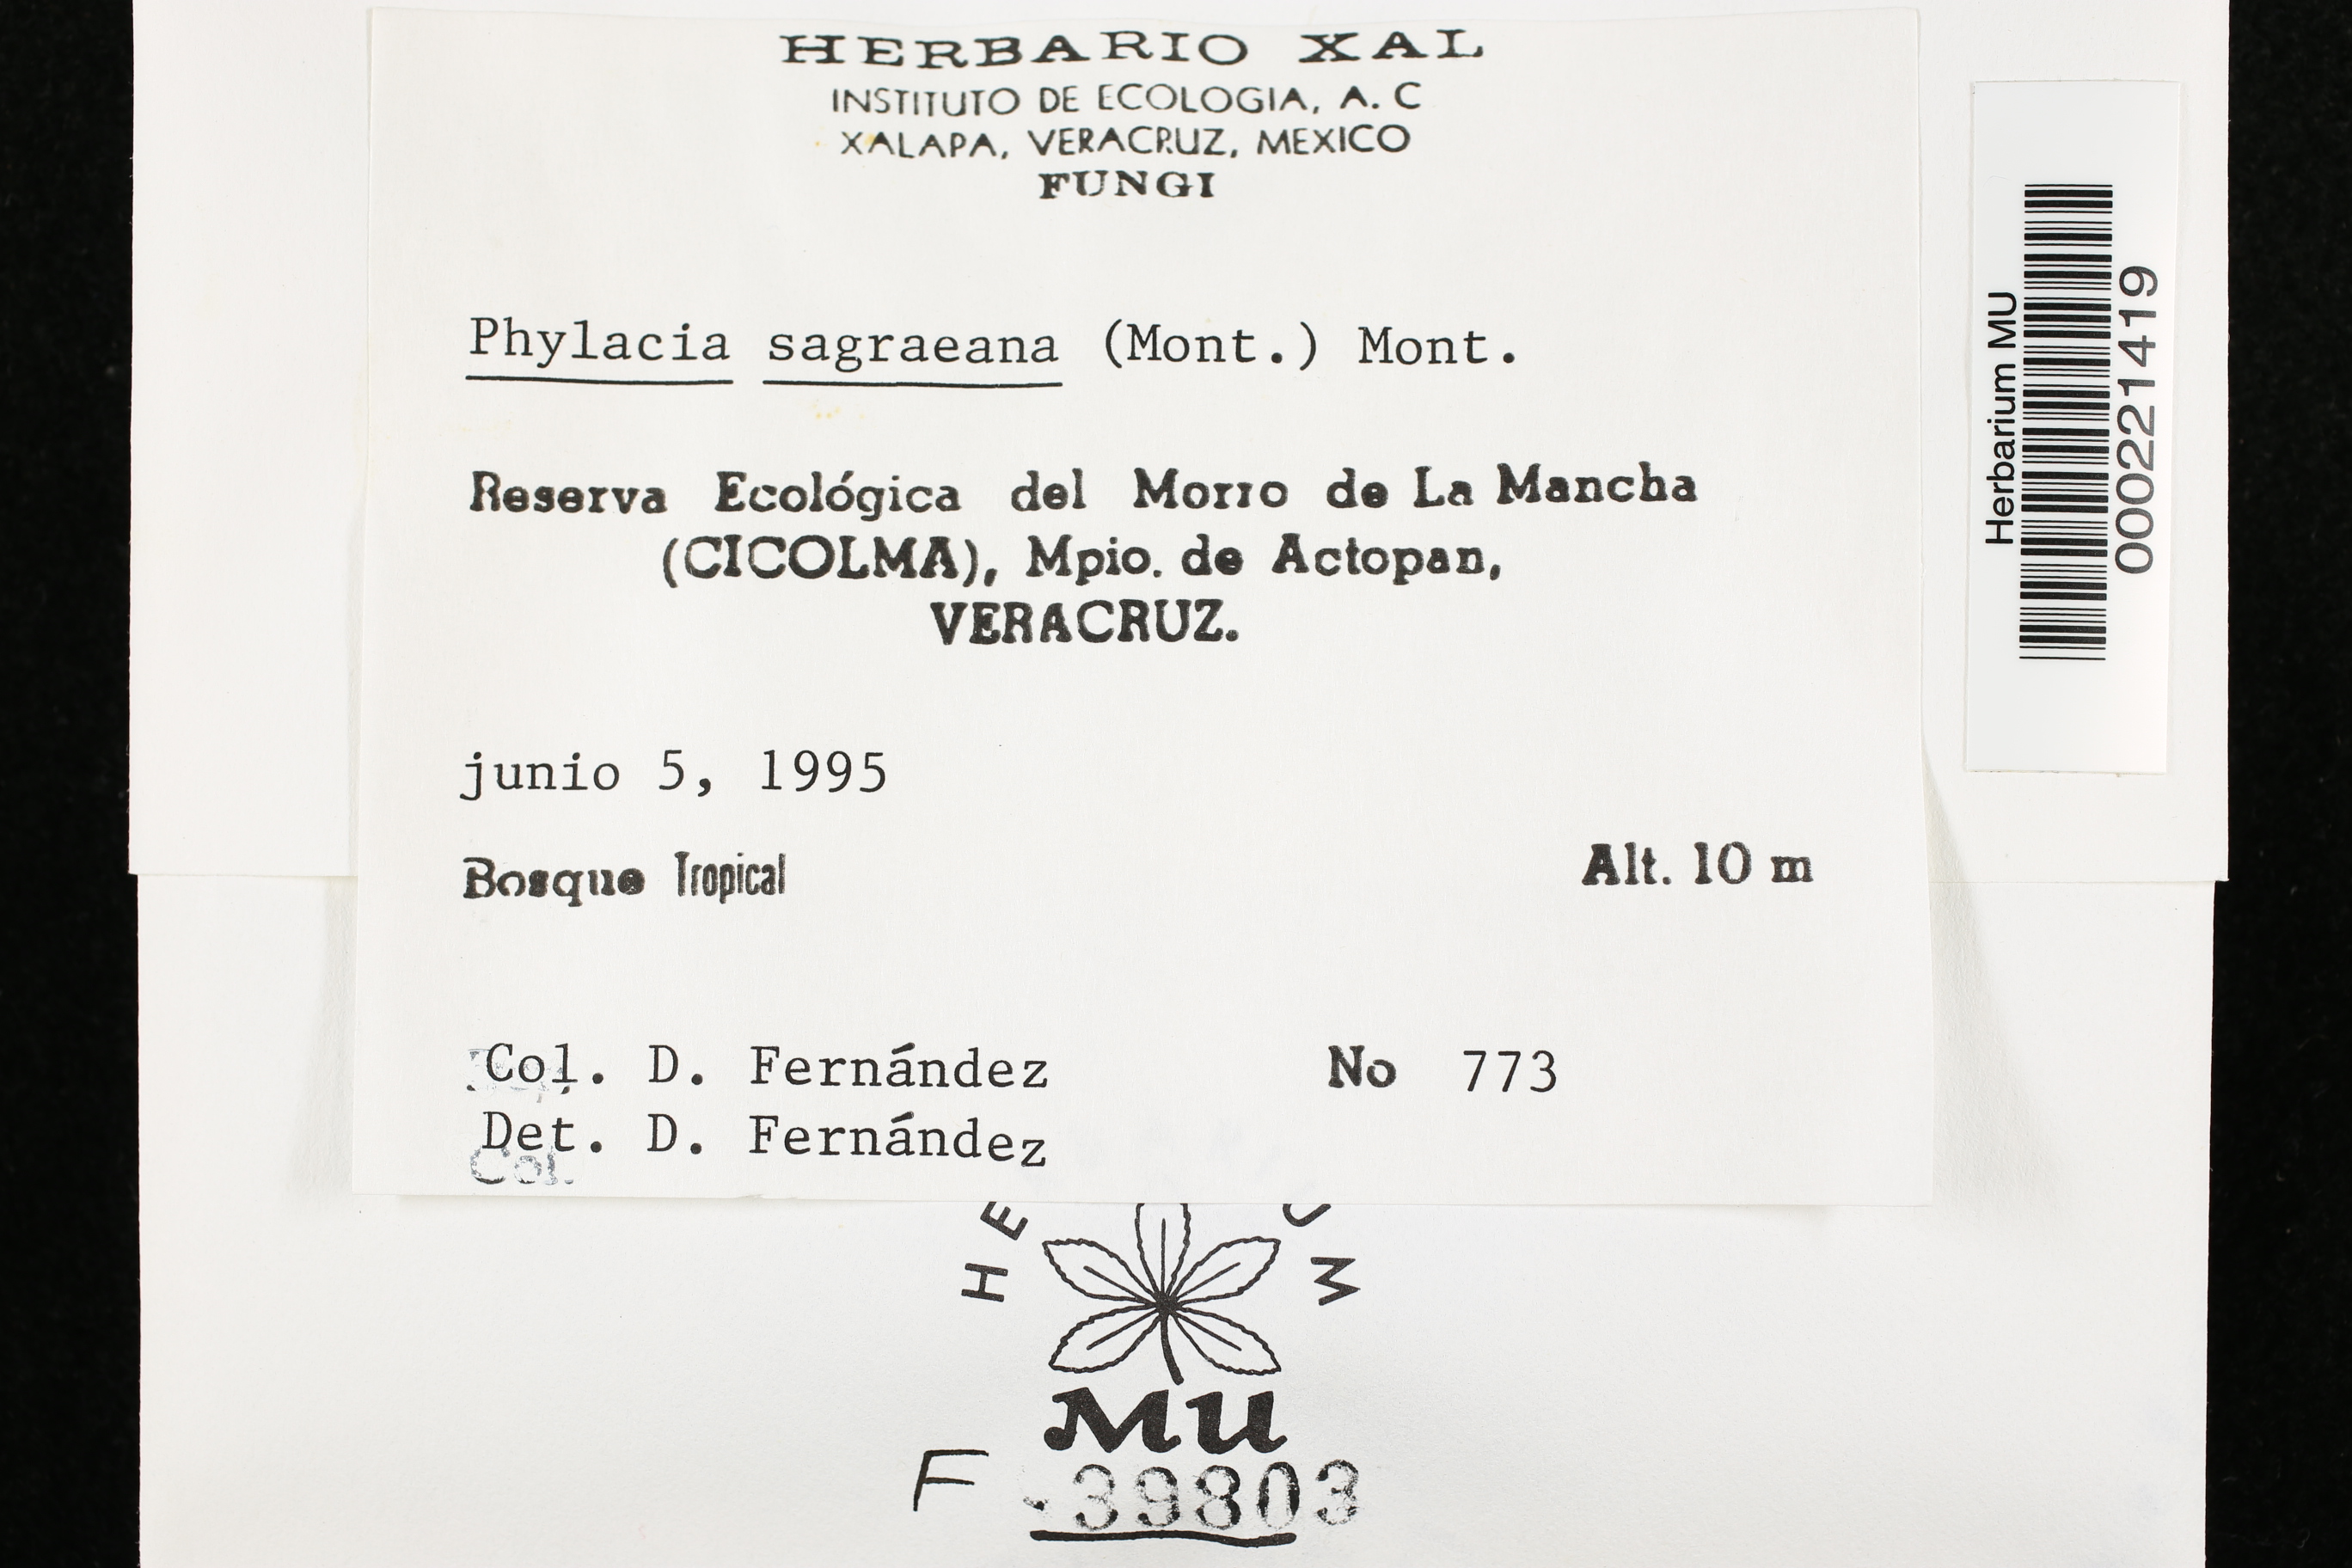 HERBARIO XAL
INSTITUTO DE ECOLOGIA, A. C
XALAPA, VERACRUZ, MEXICO
FUNGI
Phylacia sagraeana (Mont.) Mont.
Reserva Ecológica del Morro de La Mancha
(CICOLMA), Mpio. de Actopan,
VERACRUZ.
junio 5, 1995
Bosque Tropical
Alt. 10 m
Col. D. Fernández No 773
Det. D. Fernández
Col.
Herbarium MU
000221419
HE
UM
MU
F 39803